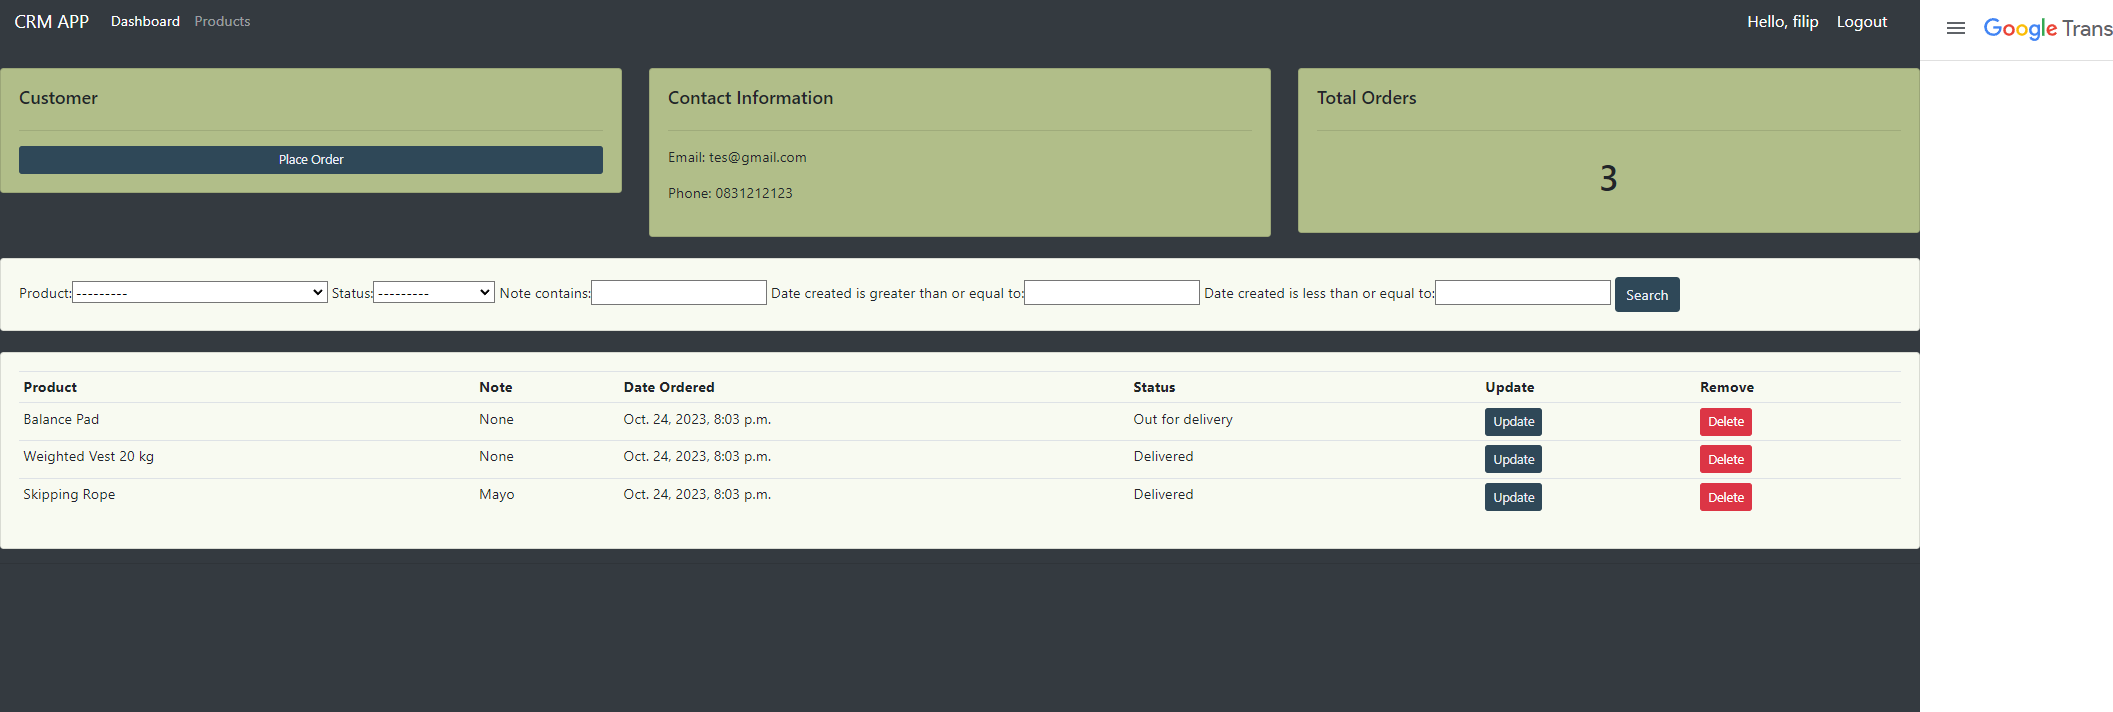 CRM APP Dashboard Products Hello, filip Logout
Google Trans
Customer
Place Order
Contact Information
Email: tes@gmail.com
Phone: 0831212123
Total Orders
3
Product: --------- Status: --------- Note contains: Date created is greater than or equal to: Date created is less than or equal to: Search
Product Note Date Ordered Status Update Remove
Balance Pad None Oct. 24, 2023, 8:03 p.m. Out for delivery Update Delete
Weighted Vest 20 kg None Oct. 24, 2023, 8:03 p.m. Delivered Update Delete
Skipping Rope Mayo Oct. 24, 2023, 8:03 p.m. Delivered Update Delete